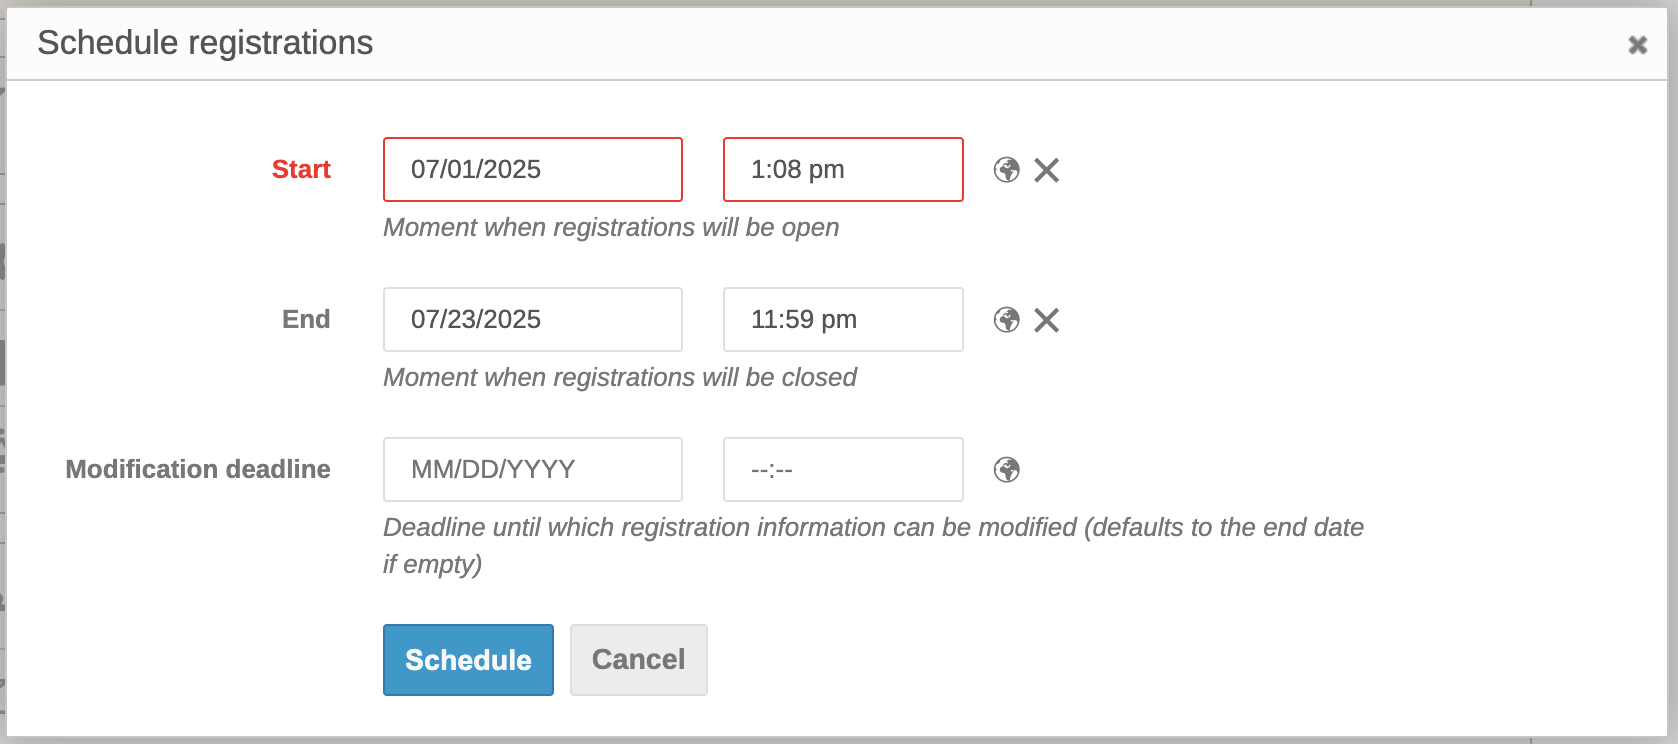 Schedule registrations
Start
07/01/2025
1:08 pm
Moment when registrations will be open
End
07/23/2025
11:59 pm
Moment when registrations will be closed
Modification deadline
MM/DD/YYYY
--:--
Deadline until which registration information can be modified (defaults to the end date
if empty)
Schedule
Cancel